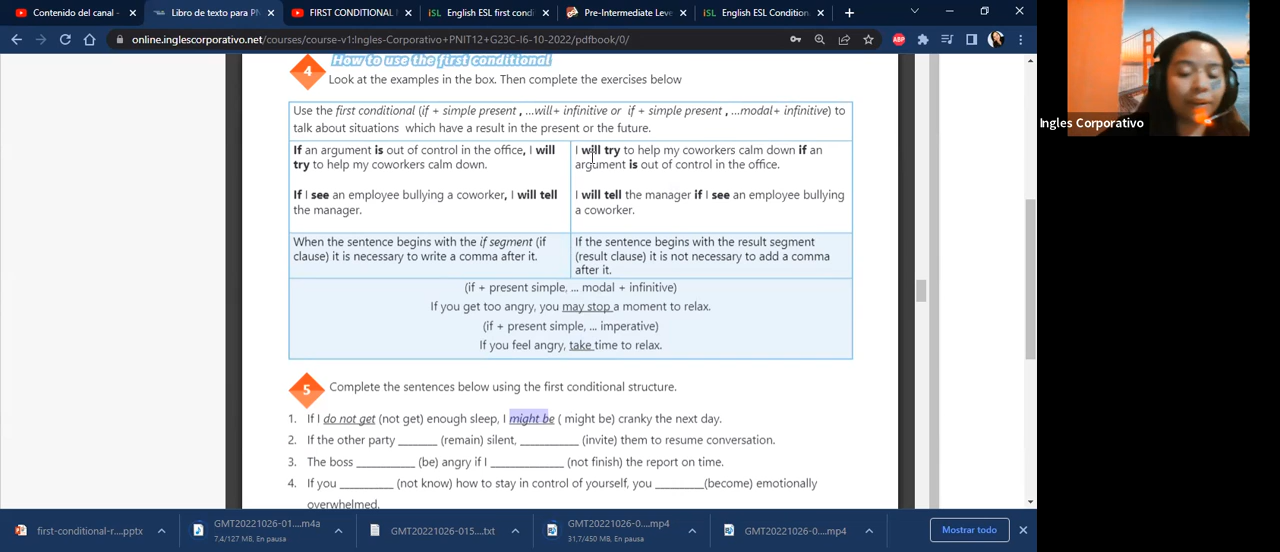 Contenido del canal -
Libro de texto para PN
FIRST CONDITIONAL
English ESL first condi
Pre-Intermediate Leve
English ESL Condition
online.inglescorporativo.net/courses/course-v1:Ingles-Corporativo+PNIT12+G23C-I6-10-2022/pdfbook/0/
4
How to use the first conditional
Look at the examples in the box. Then complete the exercises below
Use the first conditional (if + simple present , ...will+ infinitive or if + simple present , ...modal+ infinitive) to
talk about situations which have a result in the present or the future.
If an argument is out of control in the office, I will
try to help my coworkers calm down.
If I see an employee bullying a coworker, I will tell
the manager.
I will try to help my coworkers calm down if an
argument is out of control in the office.
I will tell the manager if I see an employee bullying
a coworker.
When the sentence begins with the if segment (if
clause) it is necessary to write a comma after it.
If the sentence begins with the result segment
(result clause) it is not necessary to add a comma
after it.
(if + present simple, ... modal + infinitive)
If you get too angry, you may stop a moment to relax.
(if + present simple, ... imperative)
If you feel angry, take time to relax.
5
Complete the sentences below using the first conditional structure.
1. If I do not get (not get) enough sleep, I might be ( might be) cranky the next day.
2. If the other party ________ (remain) silent, ____________ (invite) them to resume conversation.
3. The boss ____________ (be) angry if I _______________ (not finish) the report on time.
4. If you ___________ (not know) how to stay in control of yourself, you __________(become) emotionally
overwhelmed.
Ingles Corporativo
first-conditional-r....pptx
GMT20221026-01....m4a
7,4/127 MB, En pausa
GMT20221026-015....txt
GMT20221026-0....mp4
31,7/450 MB, En pausa
GMT20221026-0....mp4
Mostrar todo